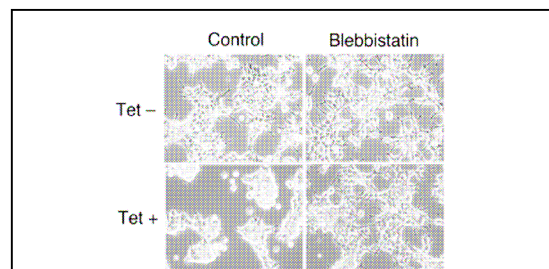 Control Blebbistatin
Tet –
Tet +